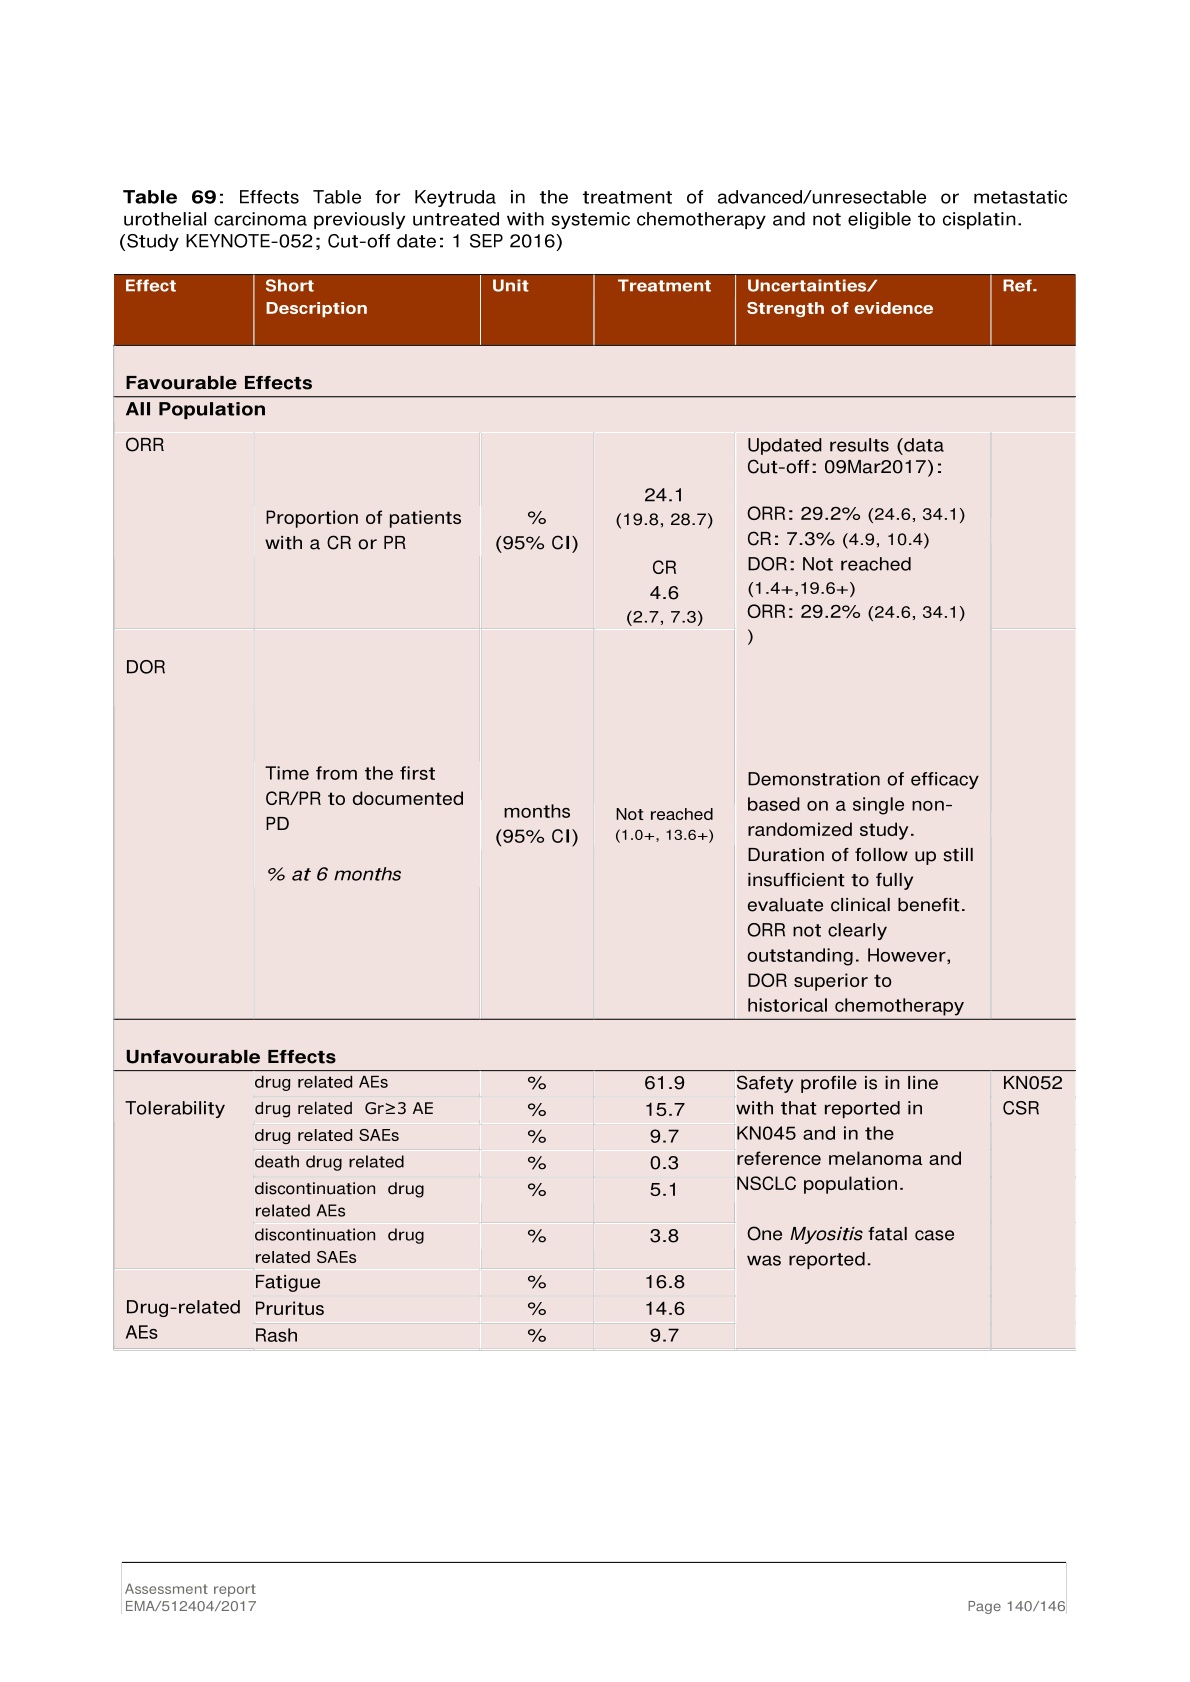 Table 69: Effects Table for Keytruda in the treatment of advanced/unresectable or metastatic
urothelial carcinoma previously untreated with systemic chemotherapy and not eligible to cisplatin.
(Study KEYNOTE-052; Cut-off date: 1 SEP 2016)
Effect
Short
Description
Unit
Treatment
Uncertainties/
Strength of evidence
Ref.
Favourable Effects
All Population
ORR
Proportion of patients
with a CR or PR
%
(95% CI)
24.1
(19.8, 28.7)
CR
4.6
(2.7, 7.3)
Updated results (data
Cut-off: 09Mar2017):
ORR: 29.2% (24.6, 34.1)
CR: 7.3% (4.9, 10.4)
DOR: Not reached
(1.4+,19.6+)
ORR: 29.2% (24.6, 34.1)
)
DOR
Time from the first
CR/PR to documented
PD
% at 6 months
months
(95% CI)
Not reached
(1.0+, 13.6+)
Demonstration of efficacy
based on a single non-
randomized study.
Duration of follow up still
insufficient to fully
evaluate clinical benefit.
ORR not clearly
outstanding. However,
DOR superior to
historical chemotherapy
Unfavourable Effects
Tolerability
drug related AEs
%
61.9
drug related Gr≥3 AE
%
15.7
drug related SAEs
%
9.7
death drug related
%
0.3
discontinuation drug
related AEs
%
5.1
discontinuation drug
related SAEs
%
3.8
Safety profile is in line
with that reported in
KN045 and in the
reference melanoma and
NSCLC population.
One Myositis fatal case
was reported.
KN052
CSR
Drug-related
AEs
Fatigue
%
16.8
Pruritus
%
14.6
Rash
%
9.7
Assessment report
EMA/512404/2017
Page 140/146